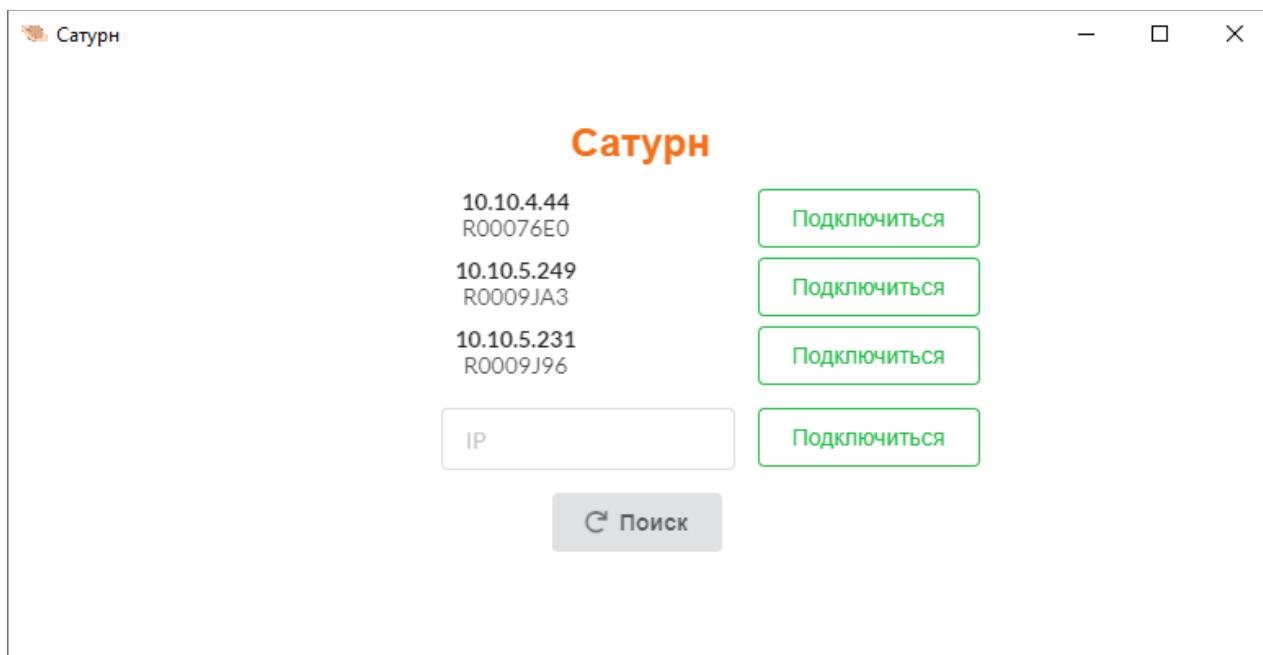 Сатурн
Сатурн
10.10.4.44
R00076E0
Подключиться
10.10.5.249
R0009JA3
Подключиться
10.10.5.231
R0009J96
Подключиться
IP
Подключиться
Поиск